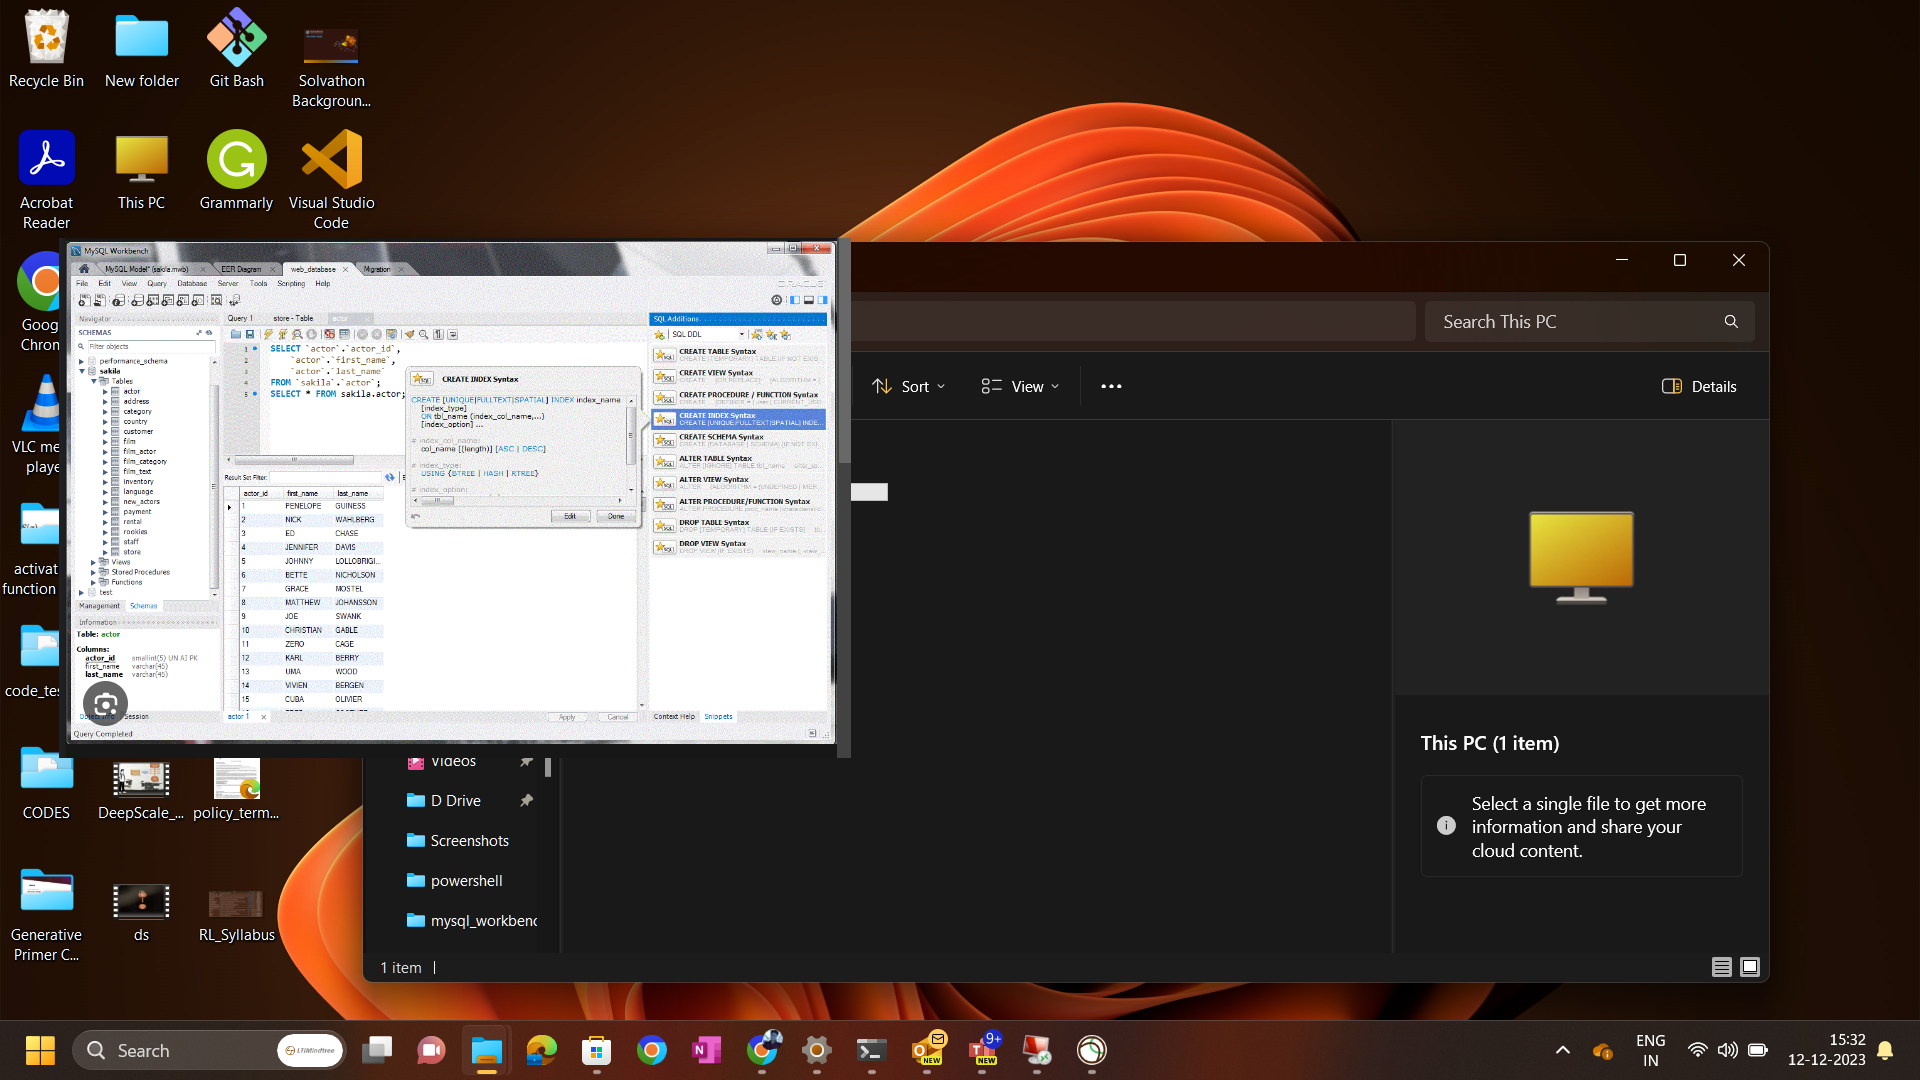 Recycle Bin
New folder
Git Bash
Solvathon
Backgroun...
Acrobat
Reader
This PC
Grammarly
Visual Studio
Code
Goog
Chron
VLC me
playe
activat
function
code_tes
CODES
DeepScale_...
policy_term...
Generative
Primer C...
ds
RL_Syllabus
MySQL Workbench
MySQL Model* (sakila.mwb)
EER Diagram
web_database
Migration
File Edit View Query Database Server Tools Scripting Help
ORACLE
Navigator
SCHEMAS
Filter objects
performance_schema
sakila
Tables
actor
address
category
country
customer
film
film_actor
film_category
film_text
inventory
language
new_actors
payment
rental
rookies
staff
store
Views
Stored Procedures
Functions
test
Management Schemas
Information
Table: actor
Columns:
actor_id smallint(5) UN AI PK
first_name varchar(45)
last_name varchar(45)
Session
Query Completed
Query 1 store - Table actor
1 SELECT `actor`.`actor_id`,
2 `actor`.`first_name`,
3 `actor`.`last_name`
4 FROM `sakila`.`actor`;
5 SELECT * FROM sakila.actor;
Result Set Filter:
actor_id first_name last_name
1 PENELOPE GUINESS
2 NICK WAHLBERG
3 ED CHASE
4 JENNIFER DAVIS
5 JOHNNY LOLLOBRIGI...
6 BETTE NICHOLSON
7 GRACE MOSTEL
8 MATTHEW JOHANSSON
9 JOE SWANK
10 CHRISTIAN GABLE
11 ZERO CAGE
12 KARL BERRY
13 UMA WOOD
14 VIVIEN BERGEN
15 CUBA OLIVIER
actor 1
Apply Cancel
CREATE INDEX Syntax
CREATE [UNIQUE|FULLTEXT|SPATIAL] INDEX index_name
[index_type]
ON tbl_name (index_col_name,...)
[index_option] ...
# index_col_name:
col_name [(length)] [ASC | DESC]
# index_type:
USING {BTREE | HASH | RTREE}
# index_option:
Edit Done
SQL Additions
SQL DDL
CREATE TABLE Syntax
CREATE VIEW Syntax
CREATE PROCEDURE / FUNCTION Syntax
CREATE INDEX Syntax
CREATE [UNIQUE|FULLTEXT|SPATIAL] INDE...
CREATE SCHEMA Syntax
ALTER TABLE Syntax
ALTER VIEW Syntax
ALTER PROCEDURE/FUNCTION Syntax
DROP TABLE Syntax
DROP VIEW Syntax
Context Help Snippets
Search This PC
Sort
View
Details
Videos
D Drive
Screenshots
powershell
mysql_workbenc
1 item
This PC (1 item)
Select a single file to get more
information and share your
cloud content.
Search
LTIMindtree
NEW
9+
NEW
ENG
IN
15:32
12-12-2023